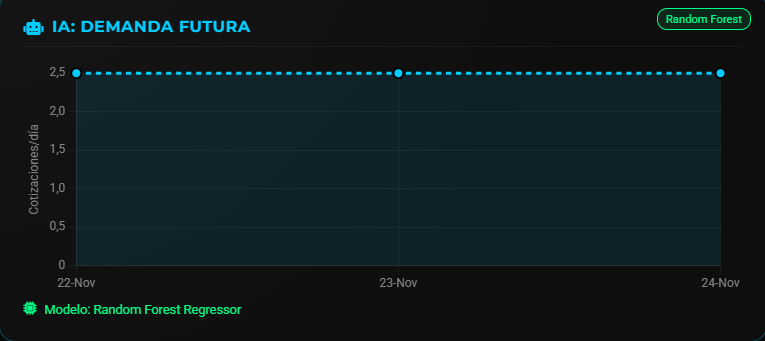 IA: DEMANDA FUTURA
Random Forest
Cotizaciones/día
2,5
2,0
1,5
1,0
0,5
0
22-Nov
23-Nov
24-Nov
Modelo: Random Forest Regressor